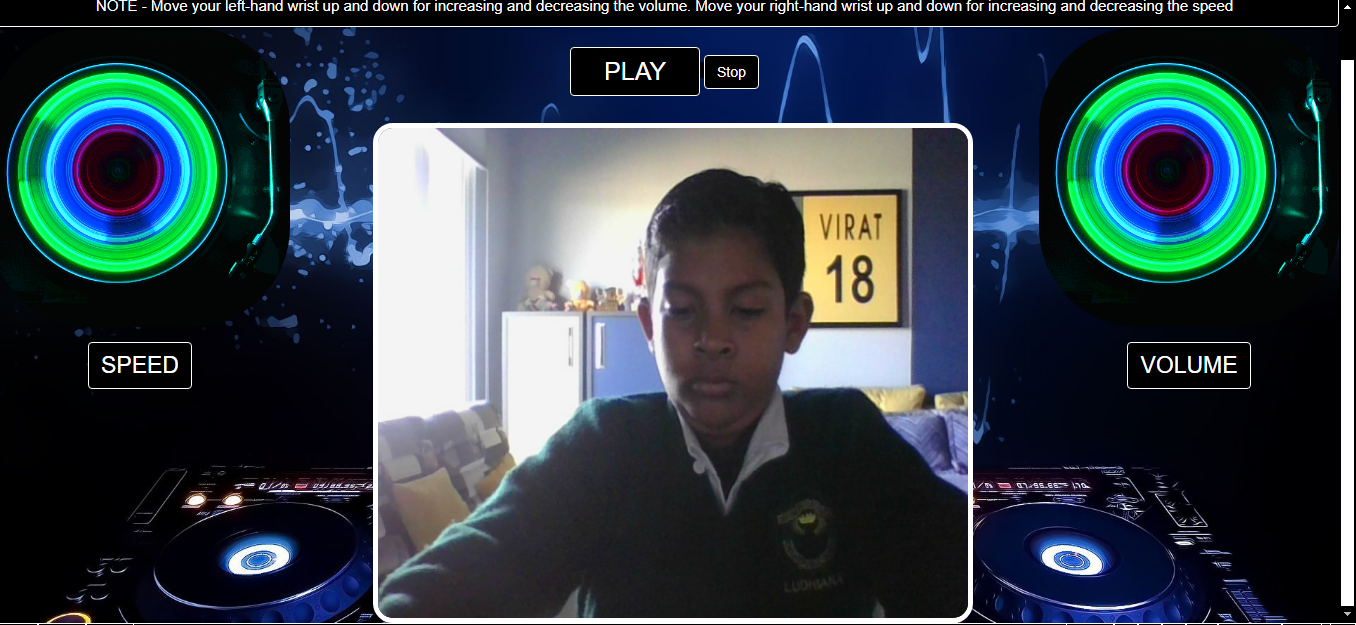 NOTE - Move your left-hand wrist up and down for increasing and decreasing the volume. Move your right-hand wrist up and down for increasing and decreasing the speed
PLAY
Stop
VIRAT
18
SPEED
VOLUME
LUDHIANA